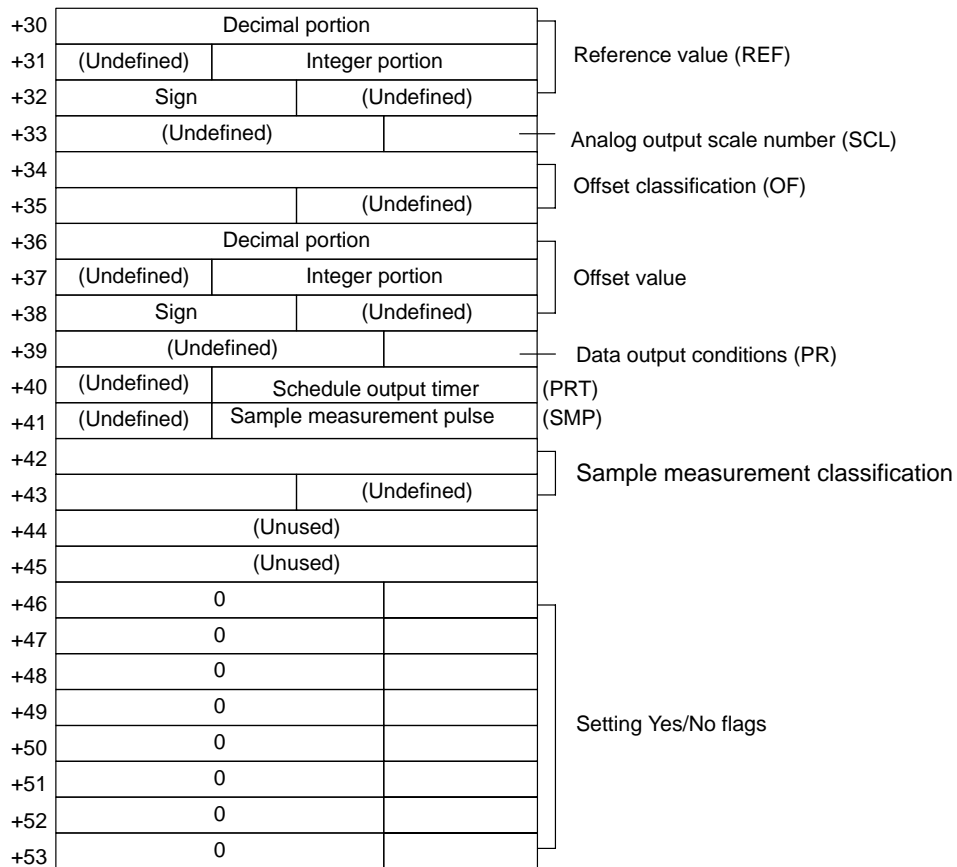 +30 Decimal portion
+31 (Undefined) Integer portion Reference value (REF)
+32 Sign (Undefined)
+33 (Undefined) Analog output scale number (SCL)
+34
Offset classification (OF)
+35 (Undefined)
+36 Decimal portion
+37 (Undefined) Integer portion Offset value
+38 Sign (Undefined)
+39 (Undefined) Data output conditions (PR)
+40 (Undefined) Schedule output timer (PRT)
+41 (Undefined) Sample measurement pulse (SMP)
+42
Sample measurement classification
+43 (Undefined)
+44 (Unused)
+45 (Unused)
+46 0
+47 0
+48 0
+49 0
Setting Yes/No flags
+50 0
+51 0
+52 0
+53 0